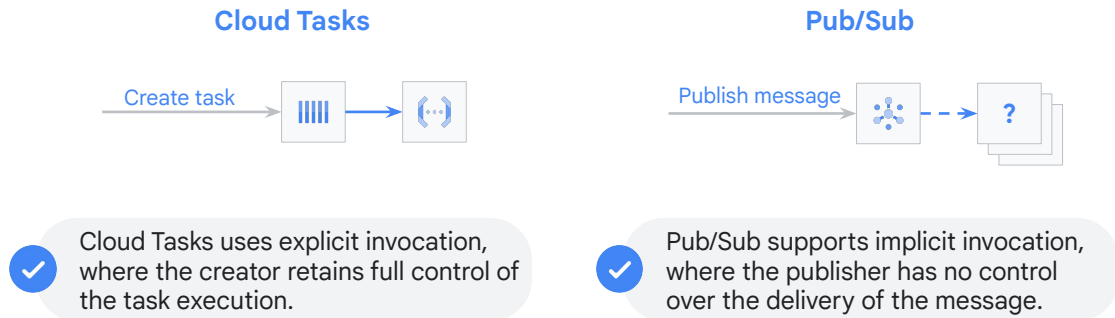 Cloud Tasks
Create task
Cloud Tasks uses explicit invocation,
where the creator retains full control of
the task execution.
Pub/Sub
Publish message
?
Pub/Sub supports implicit invocation,
where the publisher has no control
over the delivery of the message.